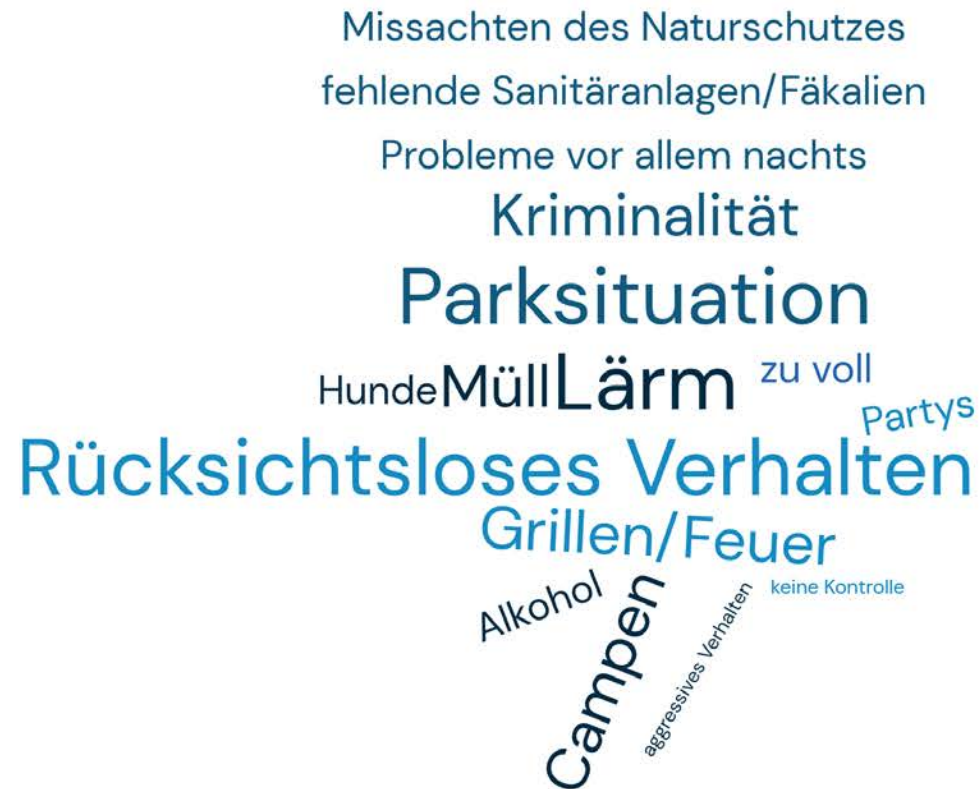 Missachten des Naturschutzes
fehlende Sanitäranlagen/Fäkalien
Probleme vor allem nachts
Kriminalität
Parksituation
Hunde Müll Lärm zu voll
Partys
Rücksichtsloses Verhalten
Grillen/Feuer
Alkohol
Campen
aggressives Verhalten
keine Kontrolle